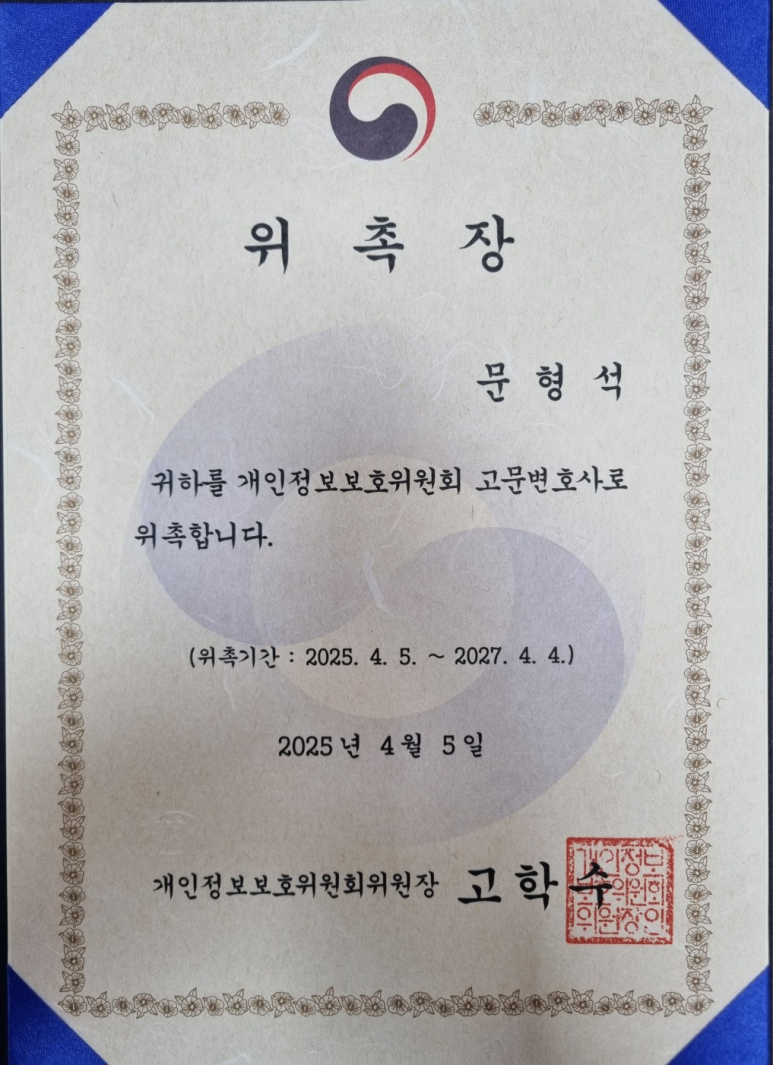 위 촉 장
문 형 석
귀하를 개인정보보호위원회 고문변호사로
위촉합니다.
(위촉기간 : 2025. 4. 5. ~ 2027. 4. 4.)
2025년 4월 5일
개인정보보호위원회위원장 고학수
개인정보
보호위원회
위원장인